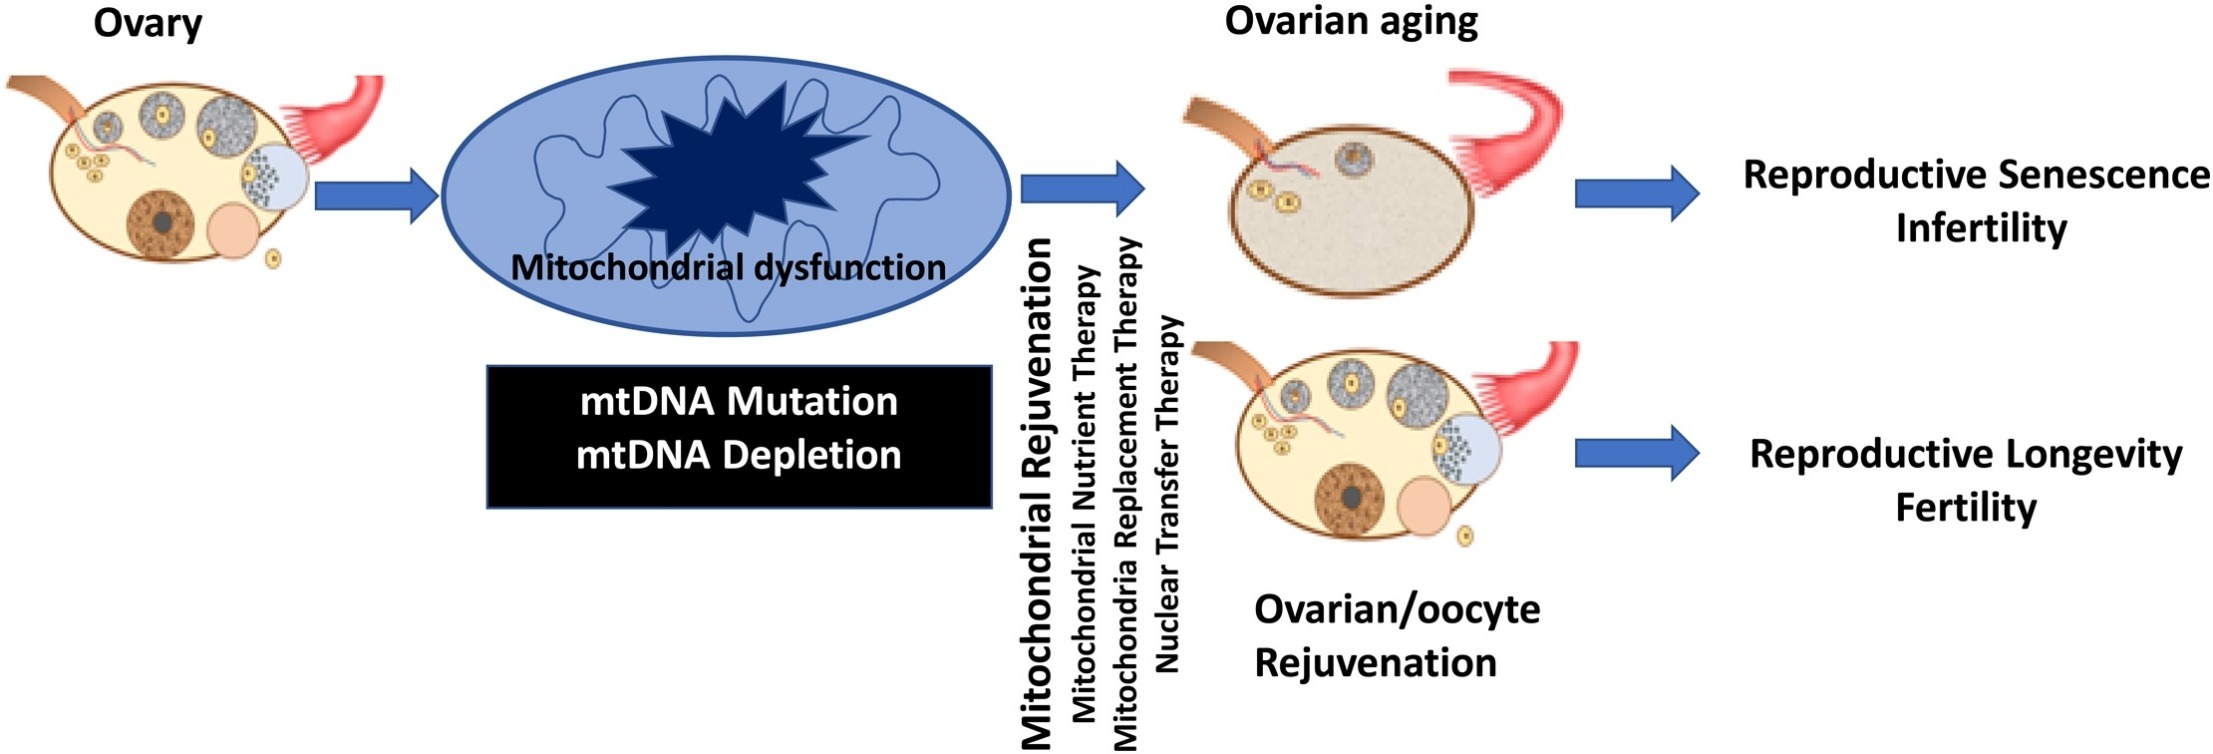 Ovary
Mitochondrial dysfunction
mtDNA Mutation
mtDNA Depletion
Mitochondrial Rejuvenation
Mitochondrial Nutrient Therapy
Mitochondria Replacement Therapy
Nuclear Transfer Therapy
Ovarian aging
Reproductive Senescence
Infertility
Reproductive Longevity
Fertility
Ovarian/oocyte
Rejuvenation